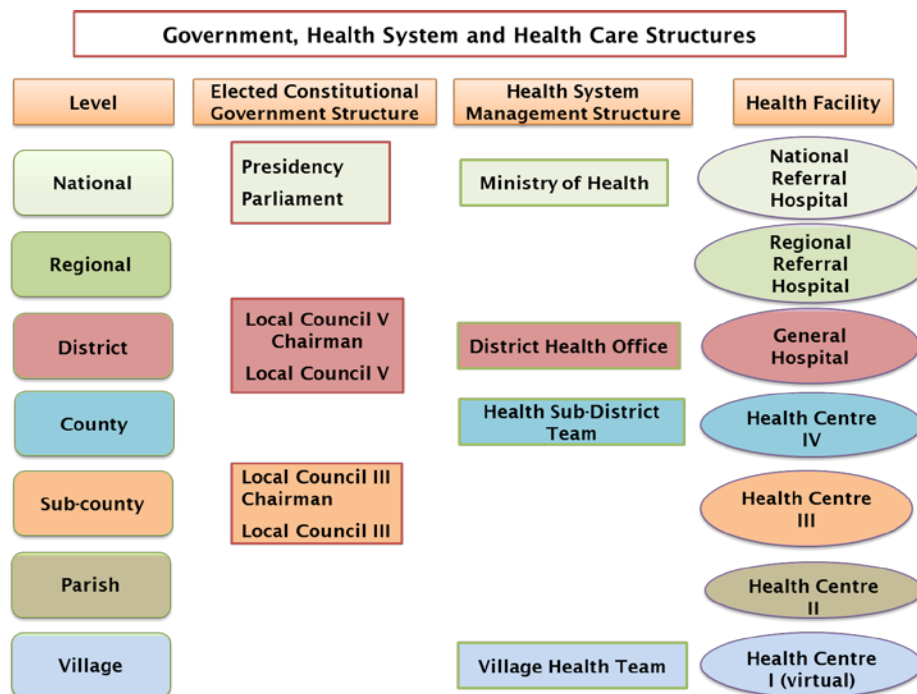 Government, Health System and Health Care Structures
Level
Elected Constitutional
Government Structure
Health System
Management Structure
Health Facility
National
Presidency
Parliament
Ministry of Health
National
Referral
Hospital
Regional
Regional
Referral
Hospital
District
Local Council V
Chairman
Local Council V
District Health Office
General
Hospital
County
Health Sub-District
Team
Health Centre
IV
Sub-county
Local Council III
Chairman
Local Council III
Health Centre
III
Parish
Health Centre
II
Village
Village Health Team
Health Centre
I (virtual)